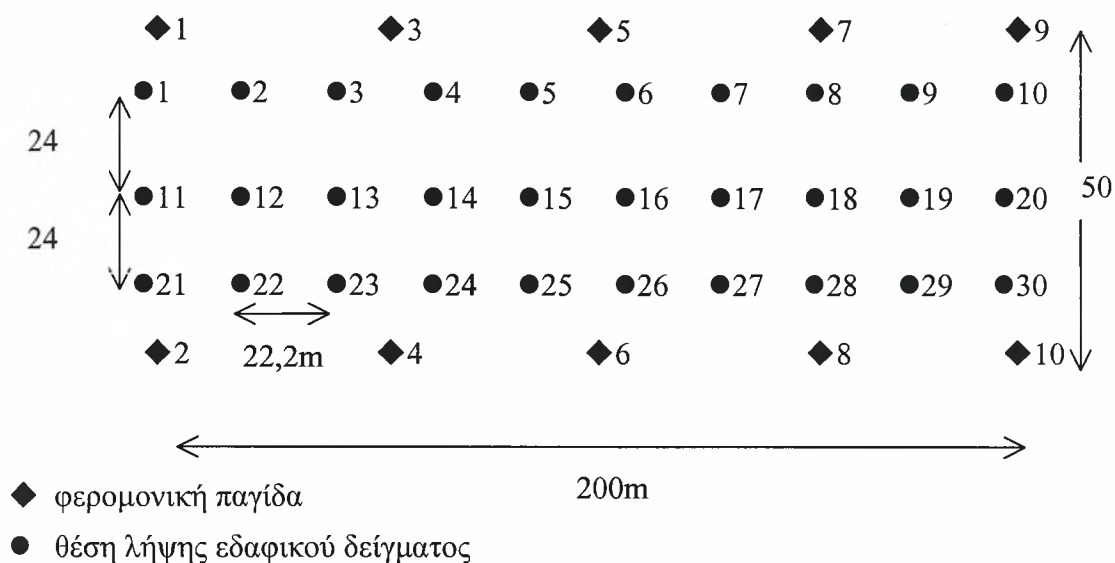 1 3 5 7 9
1 2 3 4 5 6 7 8 9 10
24
11 12 13 14 15 16 17 18 19 20
50
24
21 22 23 24 25 26 27 28 29 30
22,2m
2 4 6 8 10
200m
φερομονική παγίδα
θέση λήψης εδαφικού δείγματος